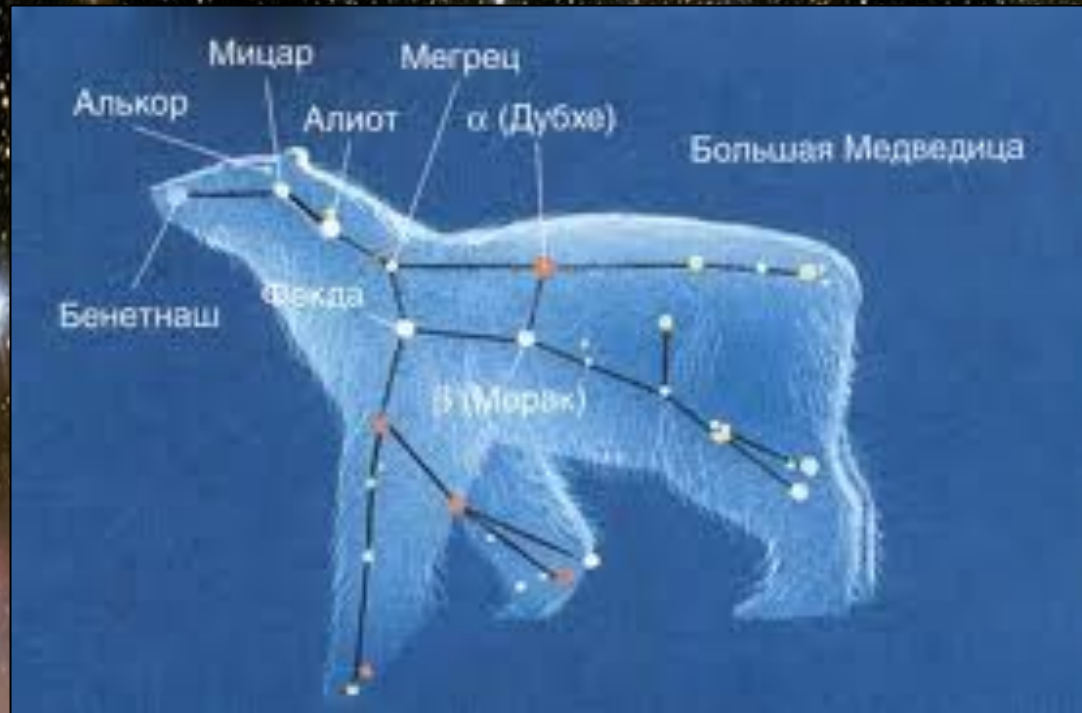 Мицар
Мегрец
Алькор
Алиот
α (Дубхе)
Большая Медведица
Фекда
Бенетнаш
β (Мерак)